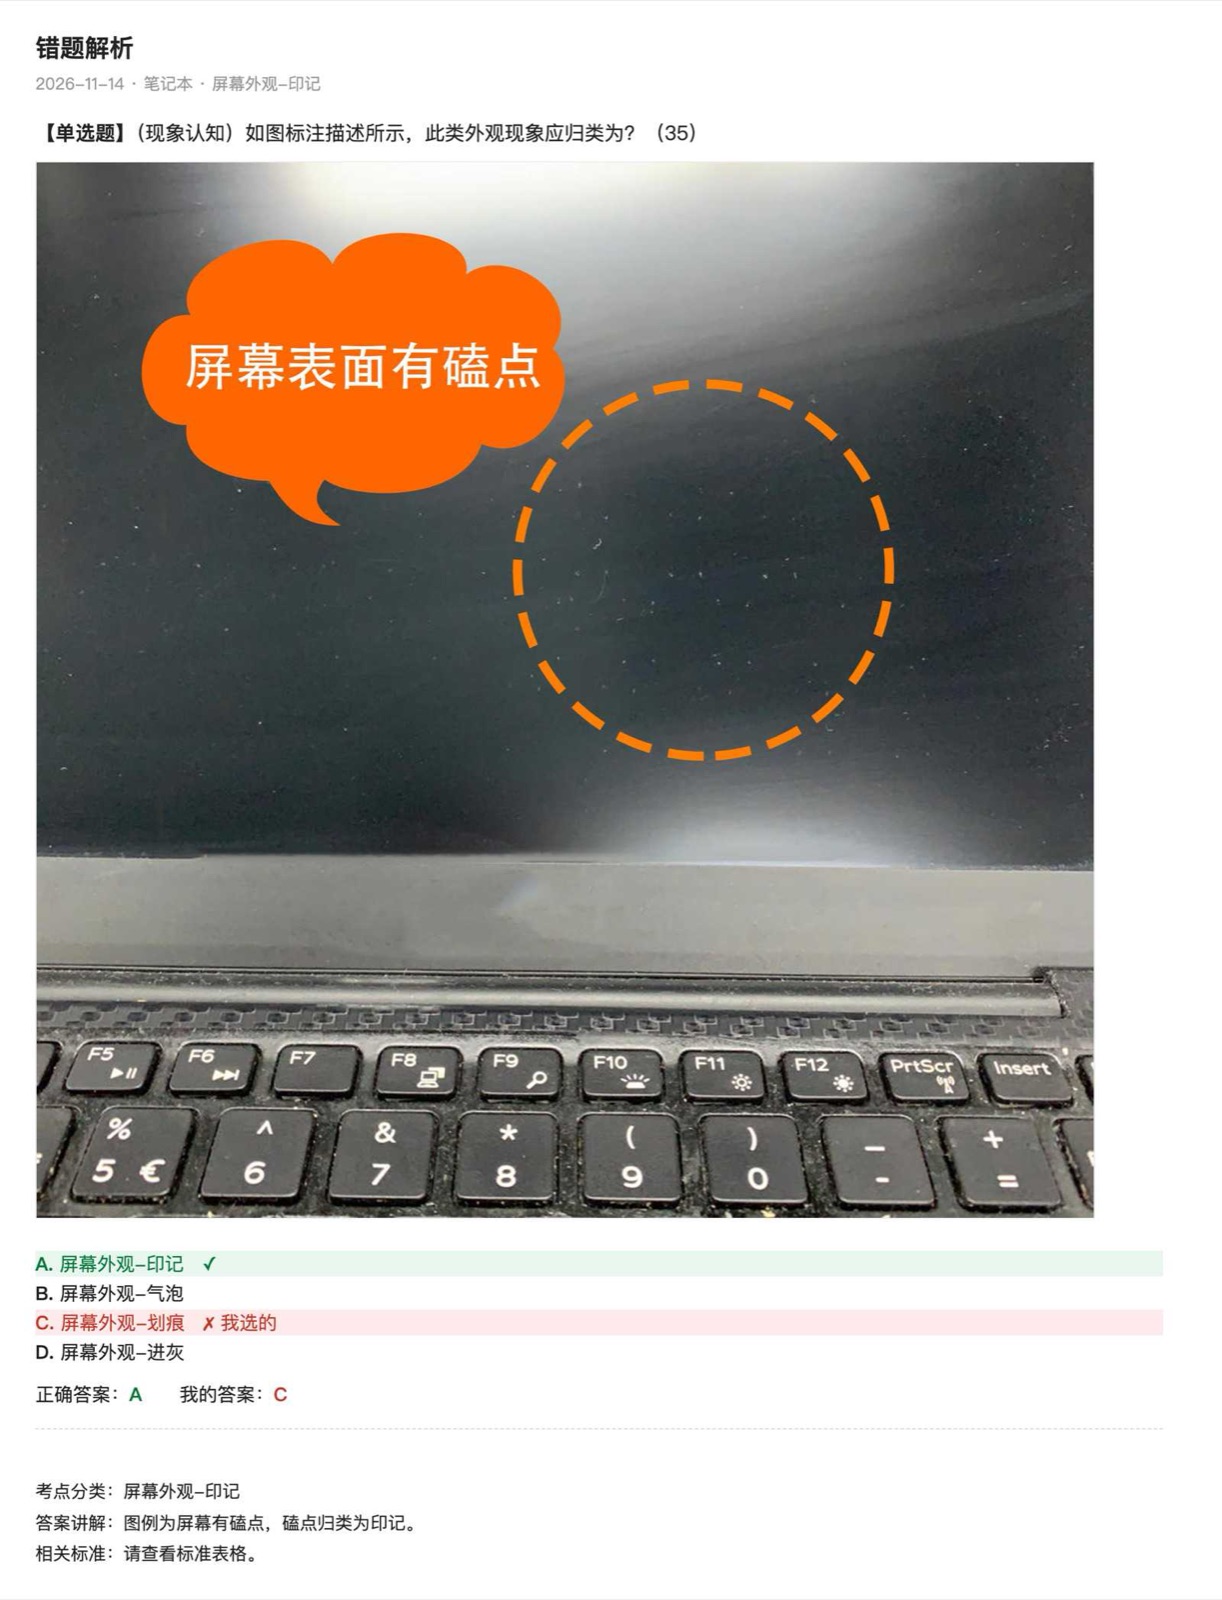 错题解析
2026-11-14 · 笔记本 · 屏幕外观-印记
【单选题】（现象认知）如图标注描述所示，此类外观现象应归类为？（35）
屏幕表面有磕点
F5 F6 F7 F8 F9 F10 F11 F12 PrtScr Insert
% ^ & * ( ) _ +
5 € 6 7 8 9 0 - =
A. 屏幕外观-印记 ✓
B. 屏幕外观-气泡
C. 屏幕外观-划痕 ✗ 我选的
D. 屏幕外观-进灰
正确答案：A 我的答案：C
考点分类：屏幕外观-印记
答案讲解：图例为屏幕有磕点，磕点归类为印记。
相关标准：请查看标准表格。